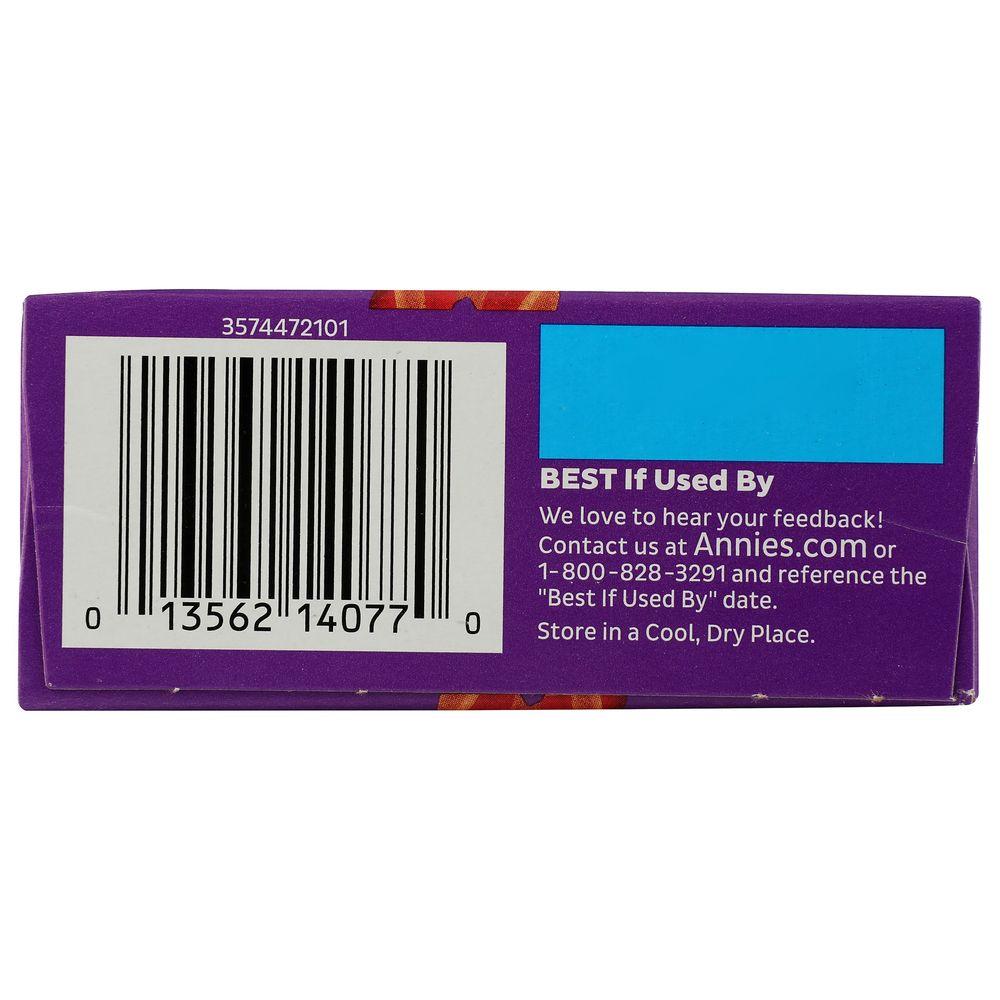 3574472101
0 13562 14077 0
BEST If Used By
We love to hear your feedback!
Contact us at Annies.com or
1-800-828-3291 and reference the
"Best If Used By" date.
Store in a Cool, Dry Place.